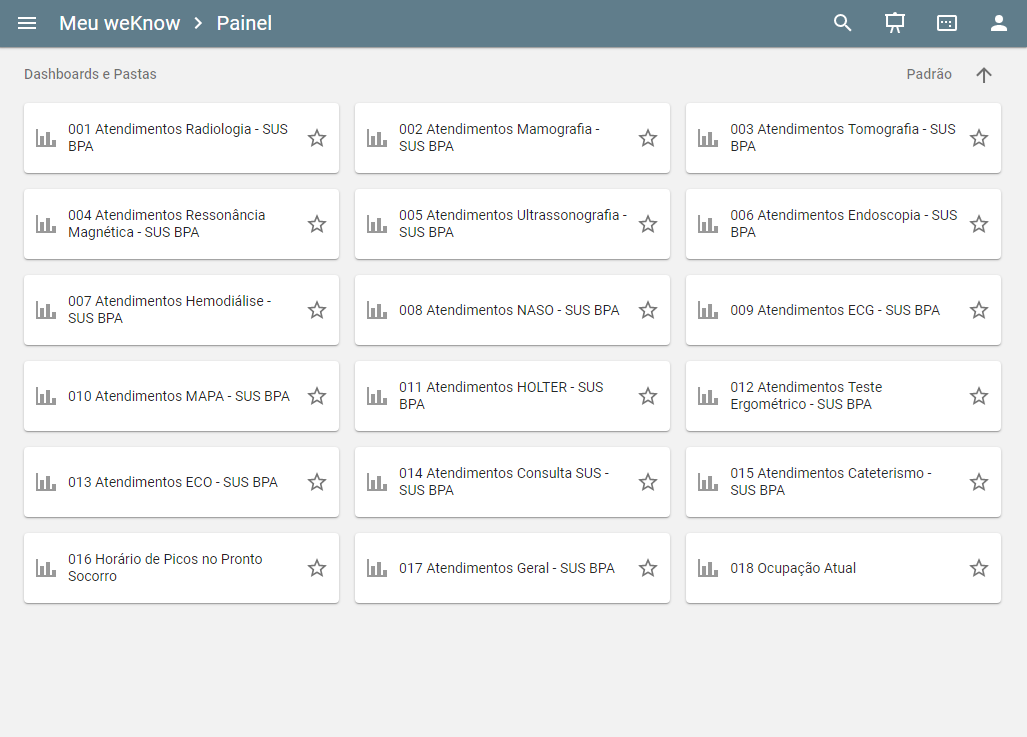 Meu weKnow > Painel
Dashboards e Pastas
Padrão
001 Atendimentos Radiologia - SUS
BPA
002 Atendimentos Mamografia -
SUS BPA
003 Atendimentos Tomografia - SUS
BPA
004 Atendimentos Ressonância
Magnética - SUS BPA
005 Atendimentos Ultrassonografia -
SUS BPA
006 Atendimentos Endoscopia - SUS
BPA
007 Atendimentos Hemodiálise -
SUS BPA
008 Atendimentos NASO - SUS BPA
009 Atendimentos ECG - SUS BPA
010 Atendimentos MAPA - SUS BPA
011 Atendimentos HOLTER - SUS
BPA
012 Atendimentos Teste
Ergométrico - SUS BPA
013 Atendimentos ECO - SUS BPA
014 Atendimentos Consulta SUS -
SUS BPA
015 Atendimentos Cateterismo -
SUS BPA
016 Horário de Picos no Pronto
Socorro
017 Atendimentos Geral - SUS BPA
018 Ocupação Atual